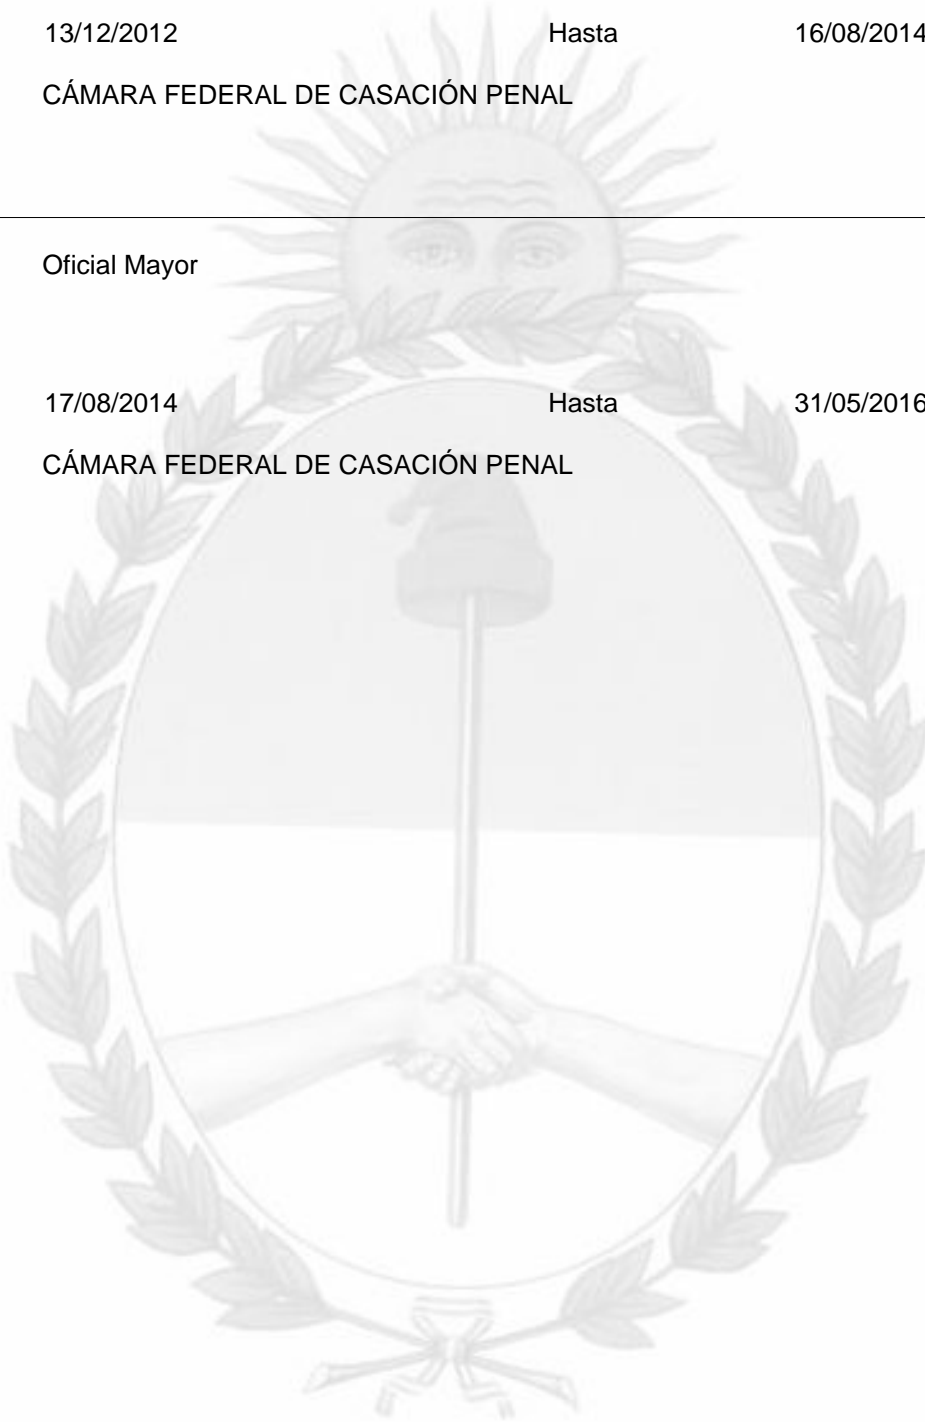 13/12/2012 Hasta 16/08/2014
CÁMARA FEDERAL DE CASACIÓN PENAL
Oficial Mayor
17/08/2014 Hasta 31/05/2016
CÁMARA FEDERAL DE CASACIÓN PENAL